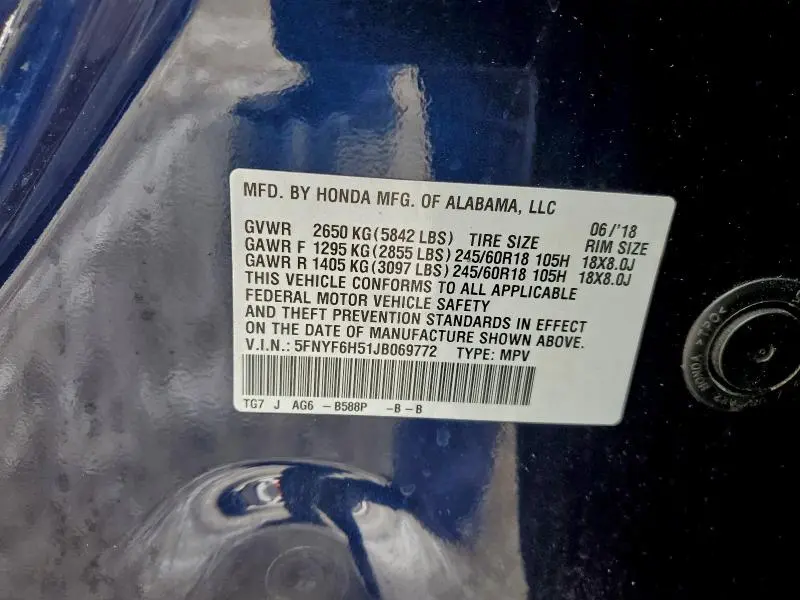 MFD. BY HONDA MFG. OF ALABAMA, LLC 06/'18
GVWR 2650 KG(5842 LBS) TIRE SIZE RIM SIZE
GAWR F 1295 KG(2855 LBS) 245/60R18 105H 18X8.0J
GAWR R 1405 KG(3097 LBS) 245/60R18 105H 18X8.0J
THIS VEHICLE CONFORMS TO ALL APPLICABLE
FEDERAL MOTOR VEHICLE SAFETY
AND THEFT PREVENTION STANDARDS IN EFFECT
ON THE DATE OF MANUFACTURE SHOWN ABOVE.
V.I.N.: 5FNYF6H51JB069772 TYPE: MPV
TG7 J AG6 -B588P -B-B